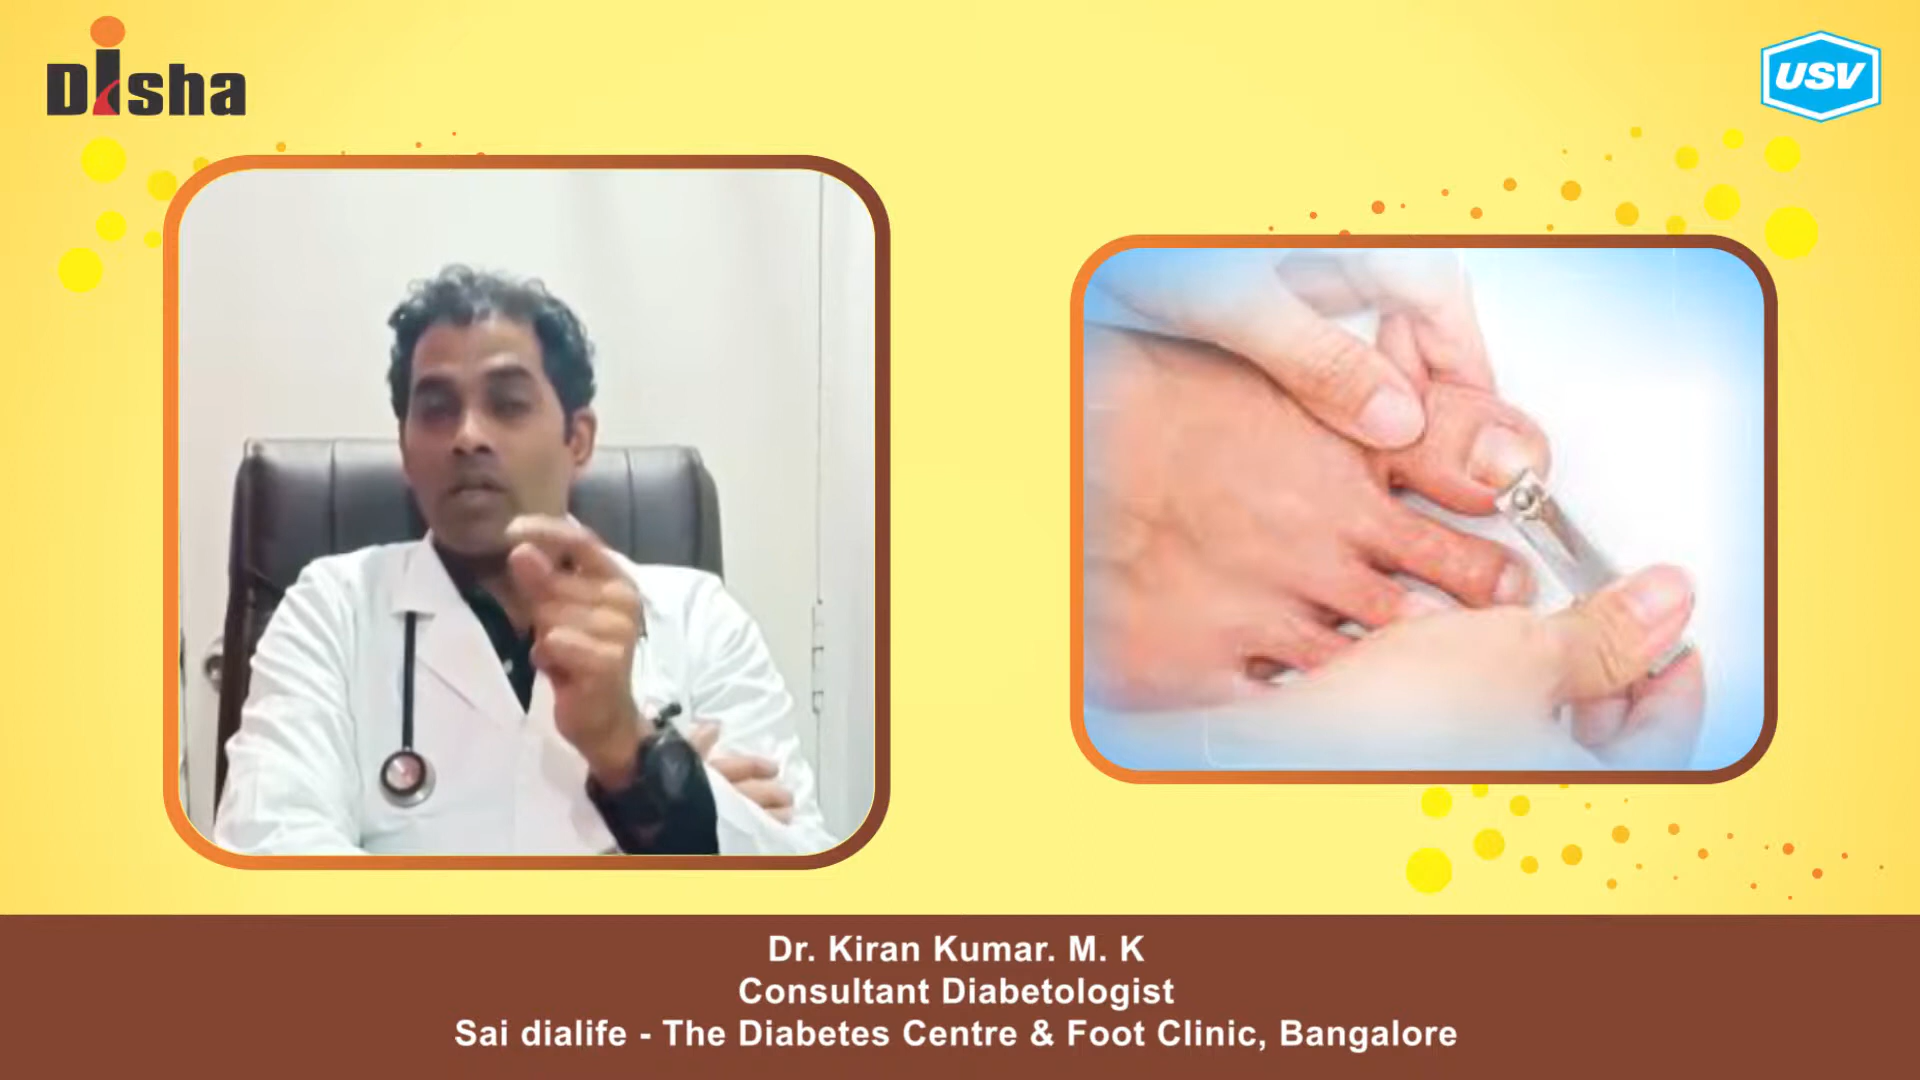 Disha
USV
Dr. Kiran Kumar. M. K
Consultant Diabetologist
Sai dialife - The Diabetes Centre & Foot Clinic, Bangalore